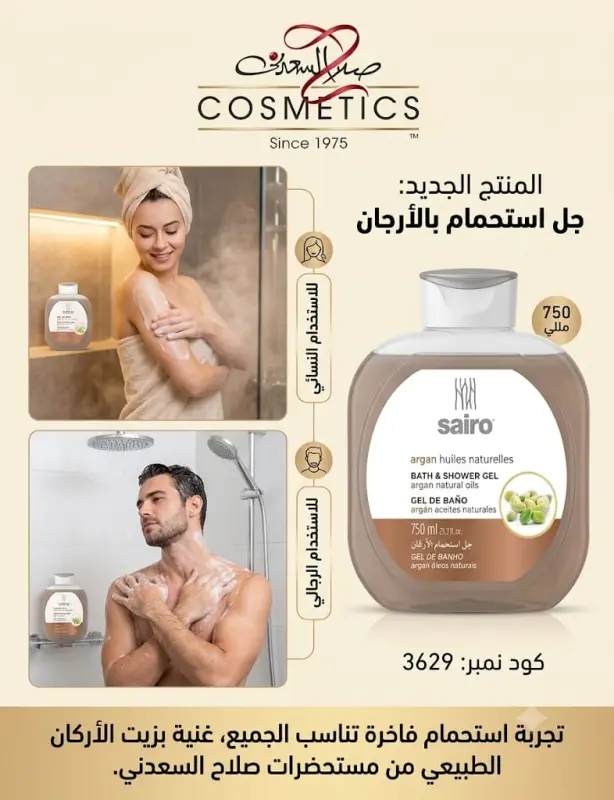 صلاح السعدني
COSMETICS
TM
Since 1975
المنتج الجديد:
جل استحمام بالأرجان
للاستخدام النسائي
للاستخدام الرجالي
750
مللي
sairo
argan huiles naturelles
BATH & SHOWER GEL
argan natural oils
GEL DE BAÑO
argán aceites naturales
750 ml
جل استحمام الأرغان
GEL DE BANHO
argan óleos naturais
sairo
كود نمبر: 3629
تجربة استحمام فاخرة تناسب الجميع، غنية بزيت الأركان
الطبيعي من مستحضرات صلاح السعدني.